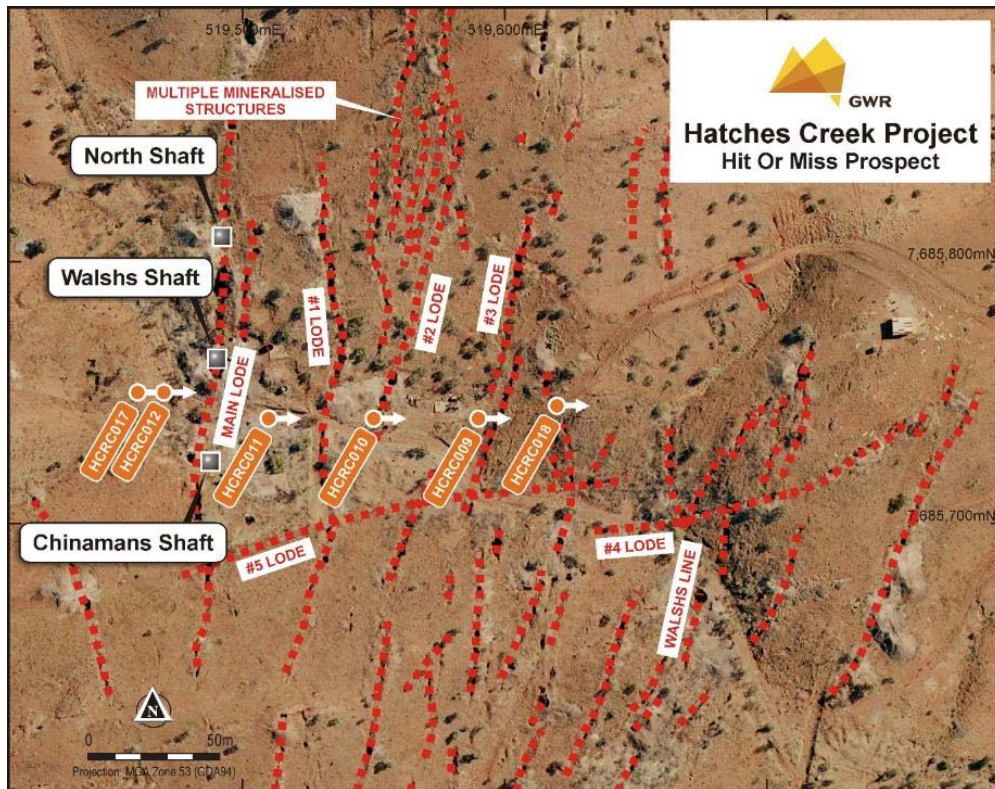 519,500mE
519,600mE
MULTIPLE MINERALISED
STRUCTURES
GWR
Hatches Creek Project
Hit Or Miss Prospect
North Shaft
Walshs Shaft
7,685,800mN
#1 LODE
#2 LODE
#3 LODE
MAIN LODE
HCRC017
HCRC012
HCRC011
HCRC010
HCRC009
HCRC018
Chinamans Shaft
7,685,700mN
#5 LODE
#4 LODE
WALSHS LINE
N
0
50m
Projection: MGA Zone 53 (GDA94)